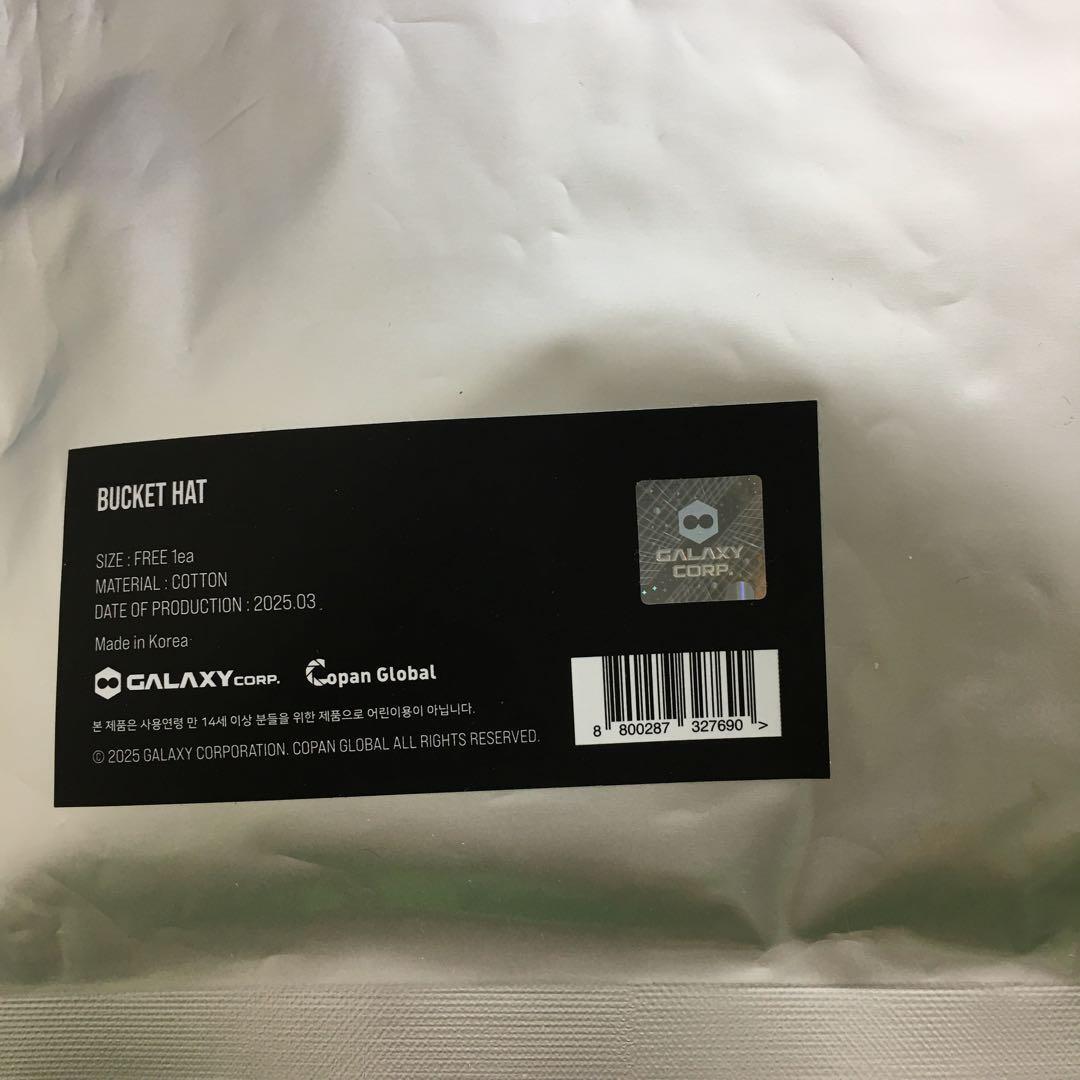 BUCKET HAT
SIZE : FREE 1ea
MATERIAL : COTTON
DATE OF PRODUCTION : 2025.03
Made in Korea
GALAXY CORP. Copan Global
본 제품은 사용연령 만 14세 이상 분들을 위한 제품으로 어린이용이 아닙니다.
© 2025 GALAXY CORPORATION. COPAN GLOBAL ALL RIGHTS RESERVED.
GALAXY
CORP.
8 800287 327690 >